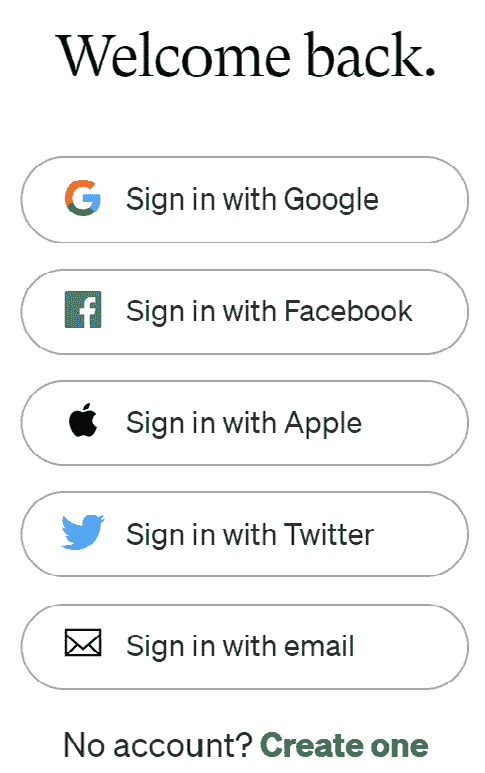 Welcome back.
Sign in with Google
Sign in with Facebook
Sign in with Apple
Sign in with Twitter
Sign in with email
No account? Create one